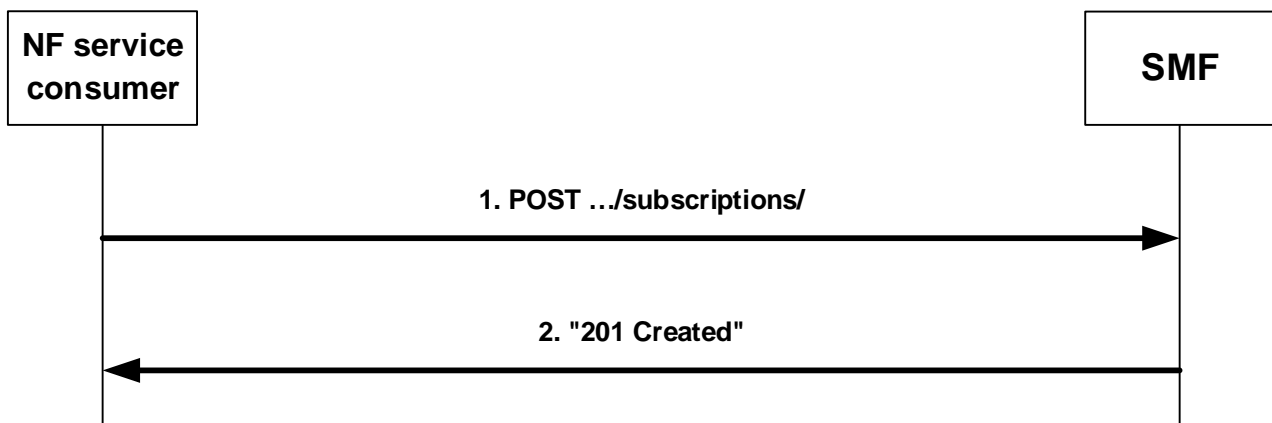 NF service
consumer
SMF
1. POST …/subscriptions/
2. "201 Created"